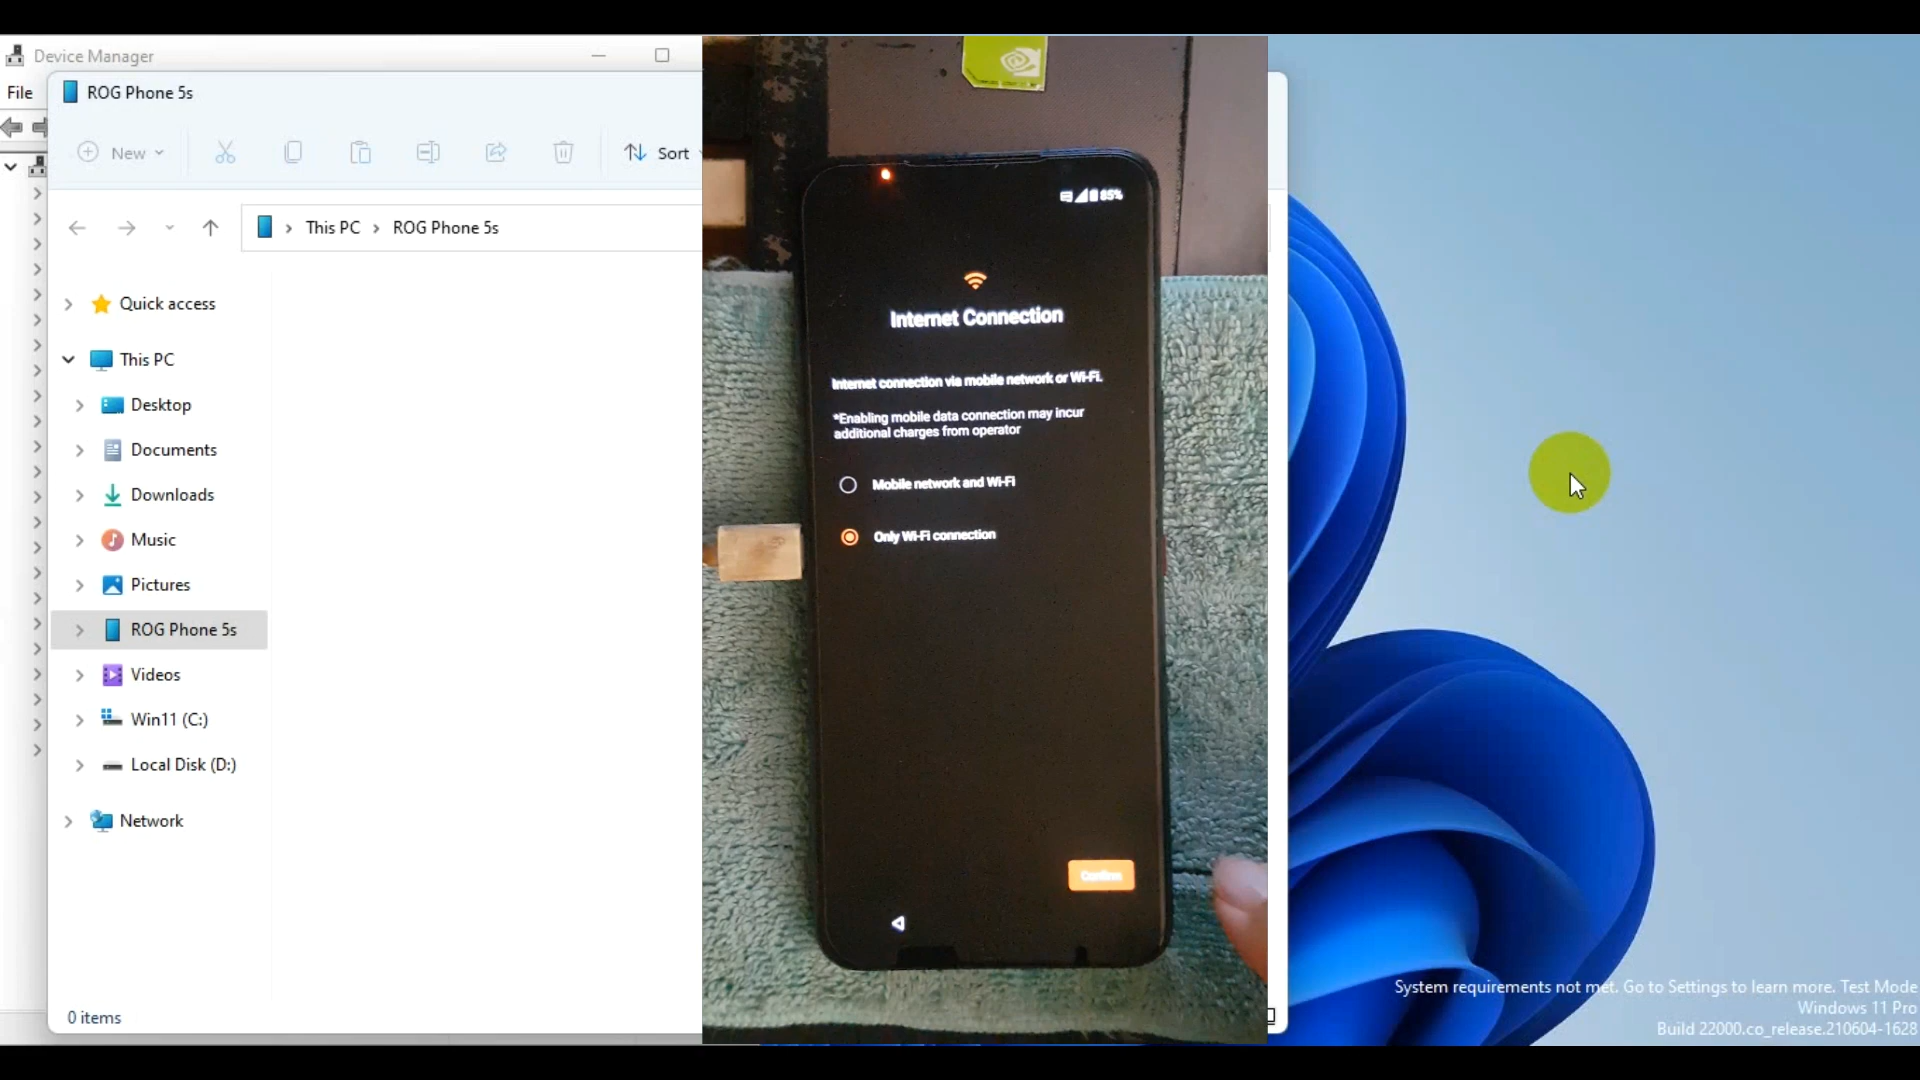 Device Manager
File
ROG Phone 5s
New
Sort
This PC
ROG Phone 5s
Quick access
This PC
Desktop
Documents
Downloads
Music
Pictures
ROG Phone 5s
Videos
Win11 (C:)
Local Disk (D:)
Network
0 items
85%
Internet Connection
Internet connection via mobile network or Wi-Fi.
*Enabling mobile data connection may incur
additional charges from operator
Mobile network and Wi-Fi
Only Wi-Fi connection
Confirm
System requirements not met. Go to Settings to learn more. Test Mode
Windows 11 Pro
Build 22000.co_release.210604-1628